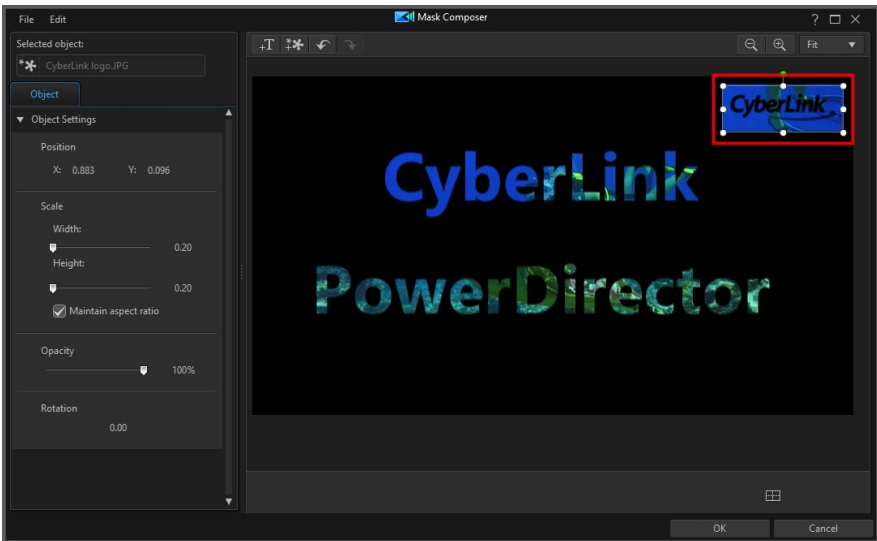 Mask Composer
File Edit
?
Selected object:
CyberLink logo.JPG
+T
Fit
Object
Object Settings
Position
X: 0.883 Y: 0.096
Scale
Width:
0.20
Height:
0.20
Maintain aspect ratio
Opacity
100%
Rotation
0.00
CyberLink
CyberLink
PowerDirector
OK Cancel